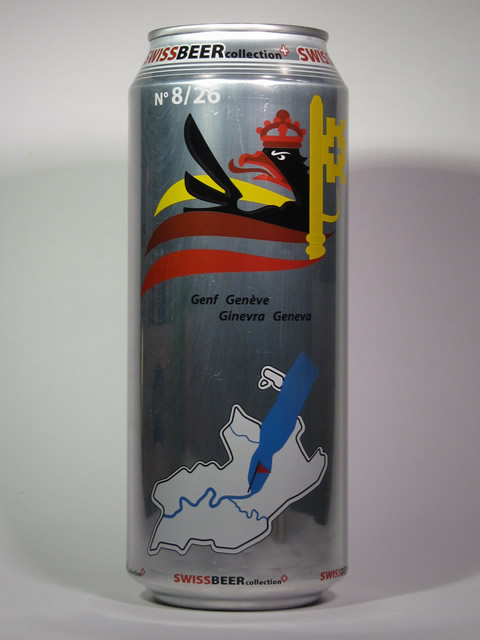 SWISSBEERcollection SWISS
N° 8/26
Genf Genève
Ginevra Geneva
SWISSBEERcollection SWISS